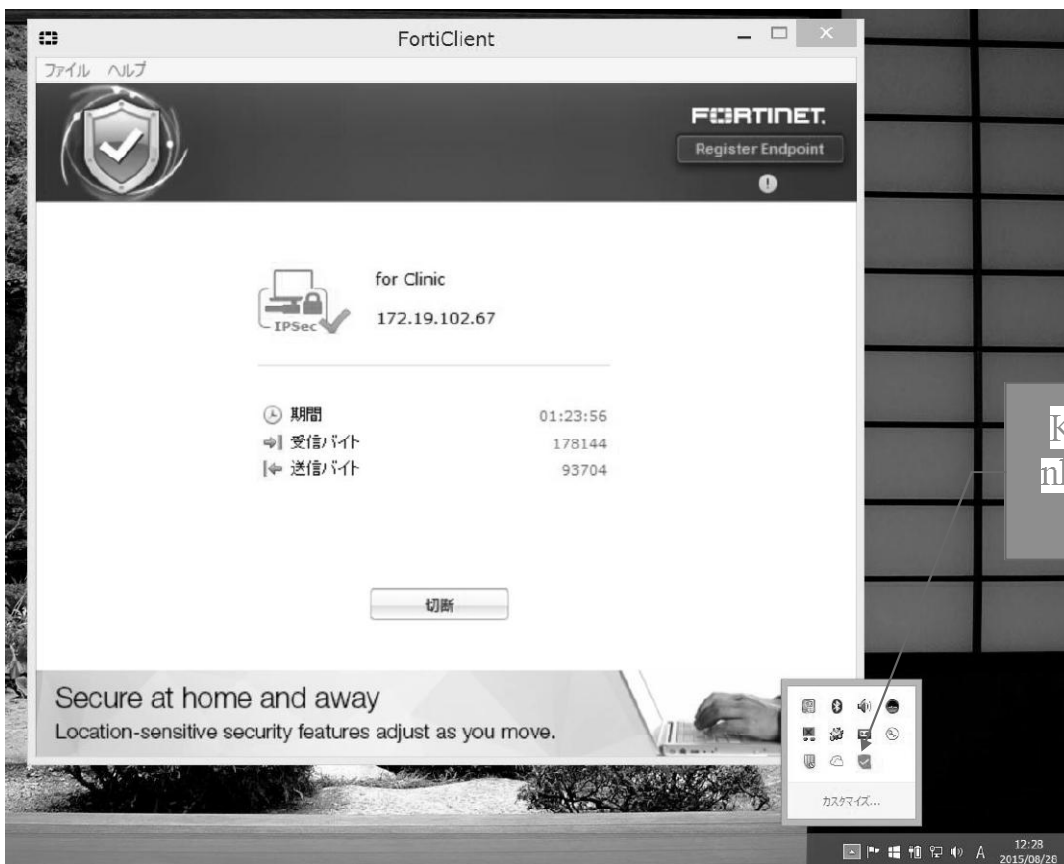 FortiClient
ファイル ヘルプ
FORTINET.
Register Endpoint
for Clinic
172.19.102.67
IPSec
期間 01:23:56
受信バイト 178144
送信バイト 93704
切断
Secure at home and away
Location-sensitive security features adjust as you move.
K
カスタマイズ...
A 12:28
2015/08/28